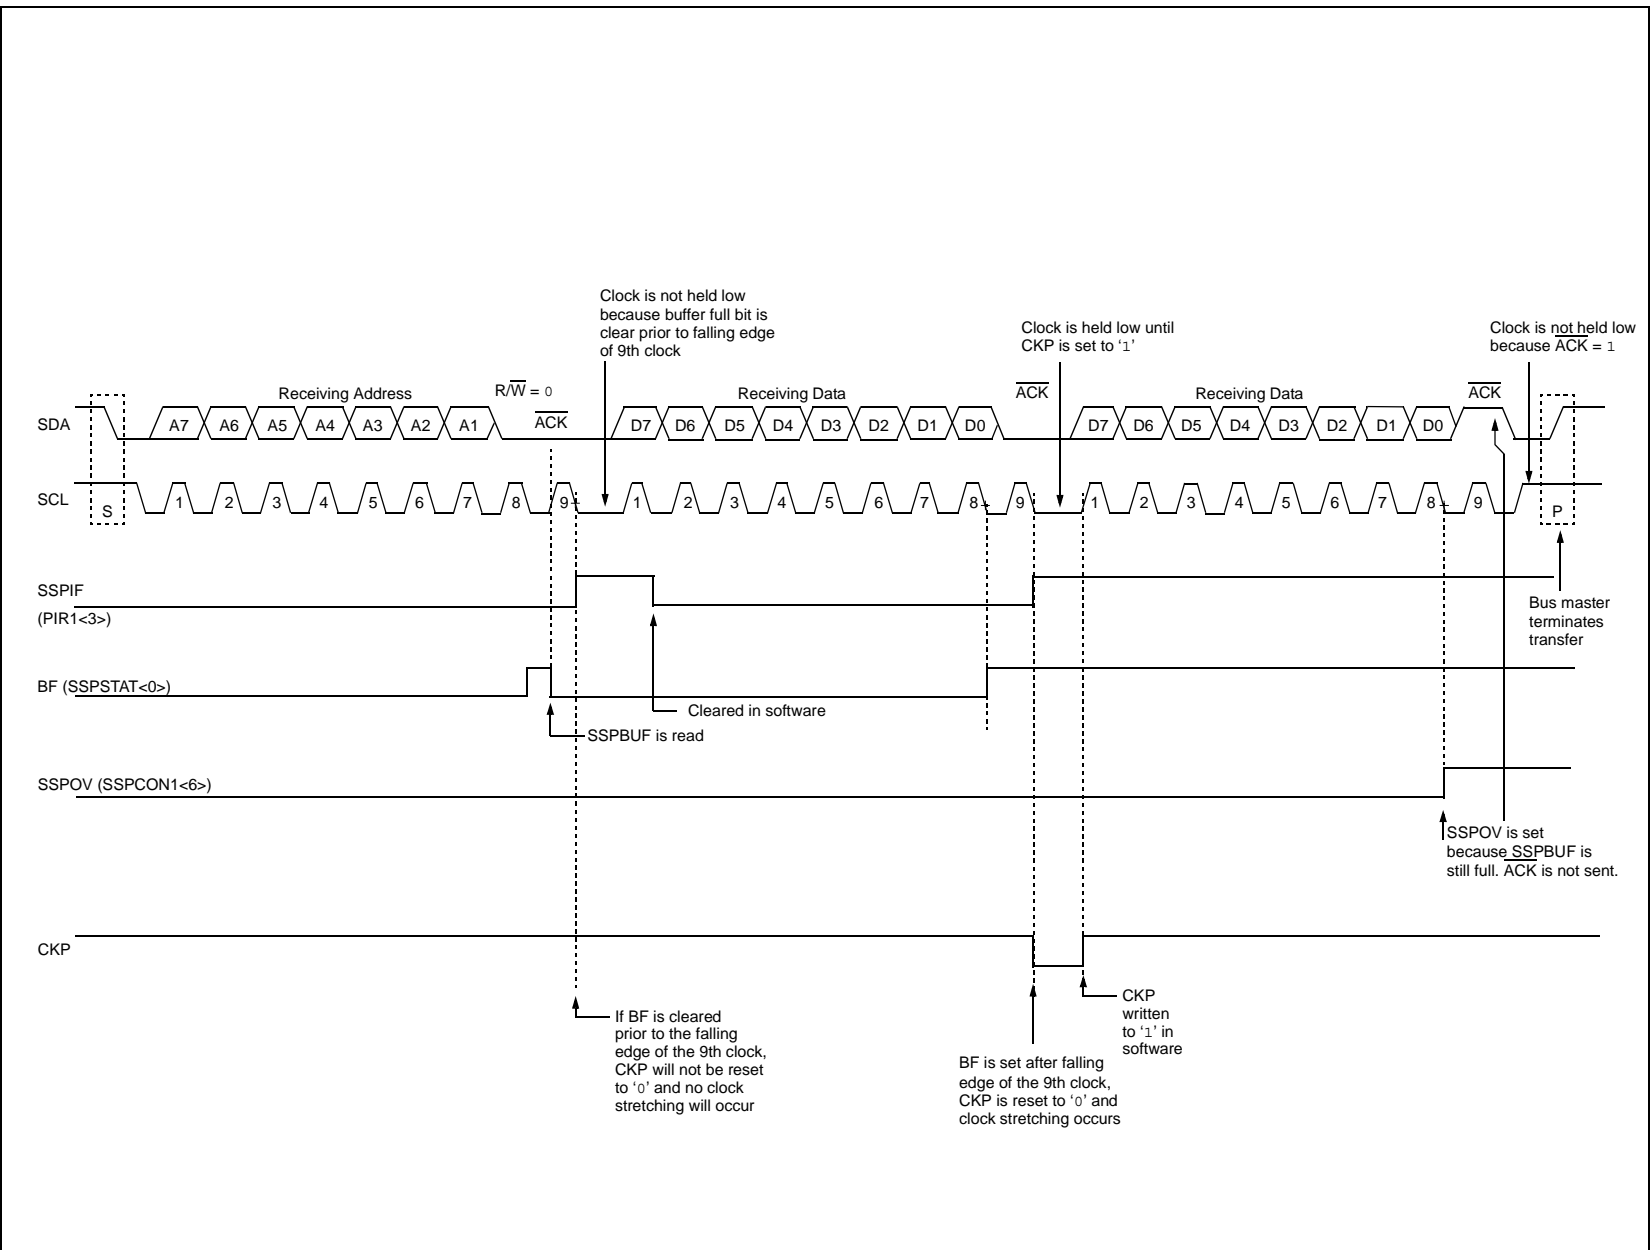 Clock is not held low
because buffer full bit is
clear prior to falling edge
of 9th clock
Clock is held low until
CKP is set to ‘1’
Clock is not held low
because ACK = 1
Receiving Address
R/W = 0
ACK
Receiving Data
ACK
Receiving Data
ACK
SDA
A7 A6 A5 A4 A3 A2 A1
D7 D6 D5 D4 D3 D2 D1 D0
D7 D6 D5 D4 D3 D2 D1 D0
SCL
S
1 2 3 4 5 6 7 8 9
1 2 3 4 5 6 7 8 9
1 2 3 4 5 6 7 8 9
P
SSPIF
(PIR1<3>)
Bus master
terminates
transfer
BF (SSPSTAT<0>)
Cleared in software
SSPBUF is read
SSPOV (SSPCON1<6>)
SSPOV is set
because SSPBUF is
still full. ACK is not sent.
CKP
CKP
written
to ‘1’ in
software
If BF is cleared
prior to the falling
edge of the 9th clock,
CKP will not be reset
to ‘0’ and no clock
stretching will occur
BF is set after falling
edge of the 9th clock,
CKP is reset to ‘0’ and
clock stretching occurs